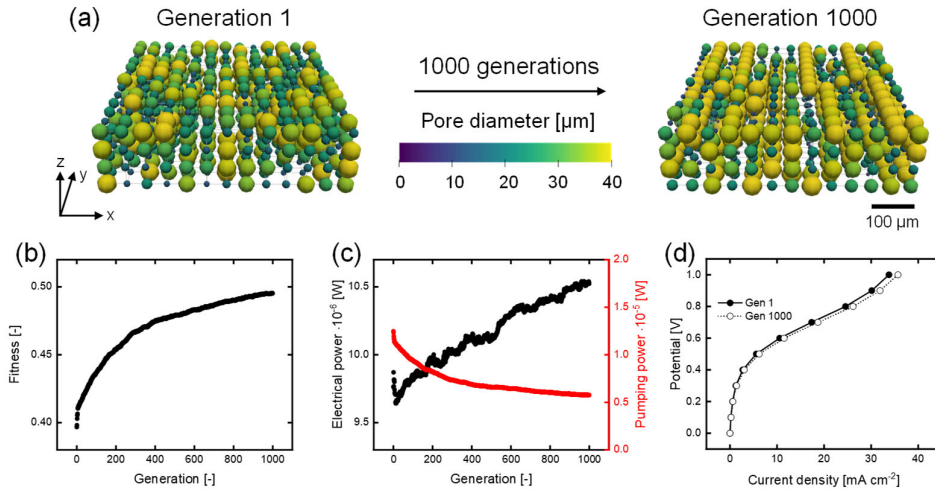 (a)
Generation 1
Generation 1000
1000 generations
Pore diameter [µm]
0 10 20 30 40
z
y
x
100 µm
(b)
Fitness [-]
0.50
0.45
0.40
0 200 400 600 800 1000
Generation [-]
(c)
Electrical power ·10⁻⁶ [W]
10.5
10.0
9.5
2.0
1.5
1.0
0.5
0.0
Pumping power ·10⁻⁵ [W]
0 200 400 600 800 1000
Generation [-]
(d)
Potential [V]
1.0
0.8
0.6
0.4
0.2
0.0
Gen 1
Gen 1000
0 10 20 30 40
Current density [mA cm⁻²]